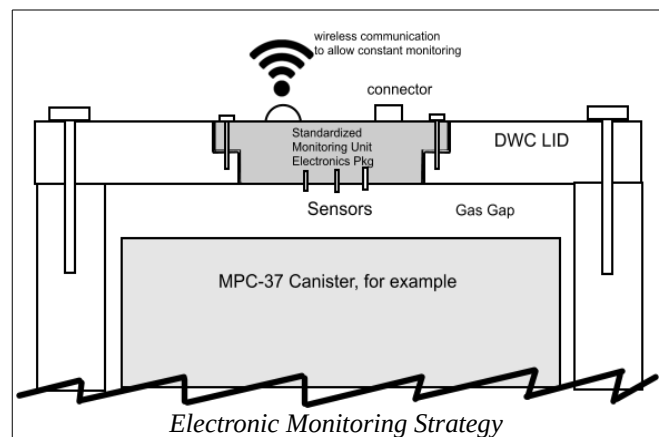 wireless communication
to allow constant monitoring
connector
Standardized
Monitoring Unit
Electronics Pkg
DWC LID
Sensors
Gas Gap
MPC-37 Canister, for example
Electronic Monitoring Strategy